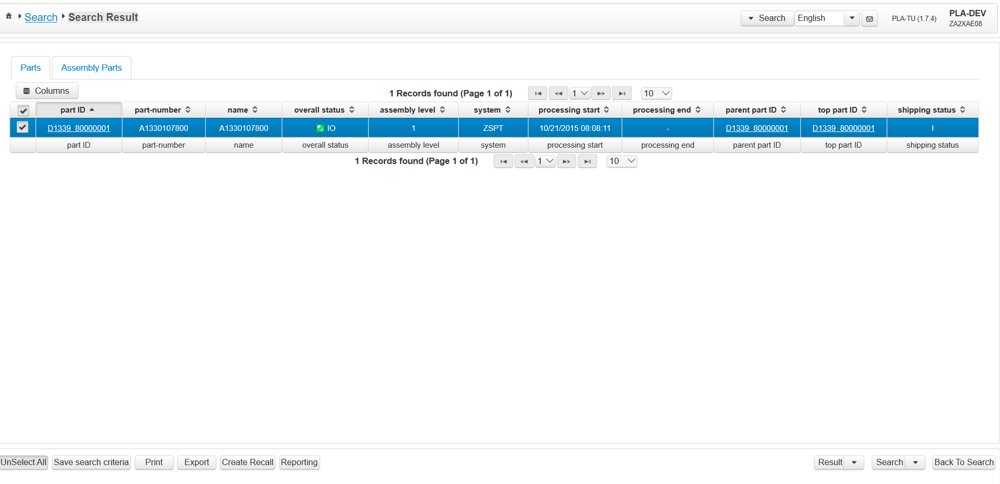 Search Search Result Search English PLA-TU (1.7.4) PLA-DEV
ZA2XAE08
Parts Assembly Parts
Columns 1 Records found (Page 1 of 1) 1 10
part ID part-number name overall status assembly level system processing start processing end parent part ID top part ID shipping status
D1339_80000001 A1330107800 A1330107800 IO 1 ZSPT 10/21/2015 08:08:11 - D1339_80000001 D1339_80000001 I
part ID part-number name overall status assembly level system processing start processing end parent part ID top part ID shipping status
1 Records found (Page 1 of 1) 1 10
UnSelect All Save search criteria Print Export Create Recall Reporting Result Search Back To Search